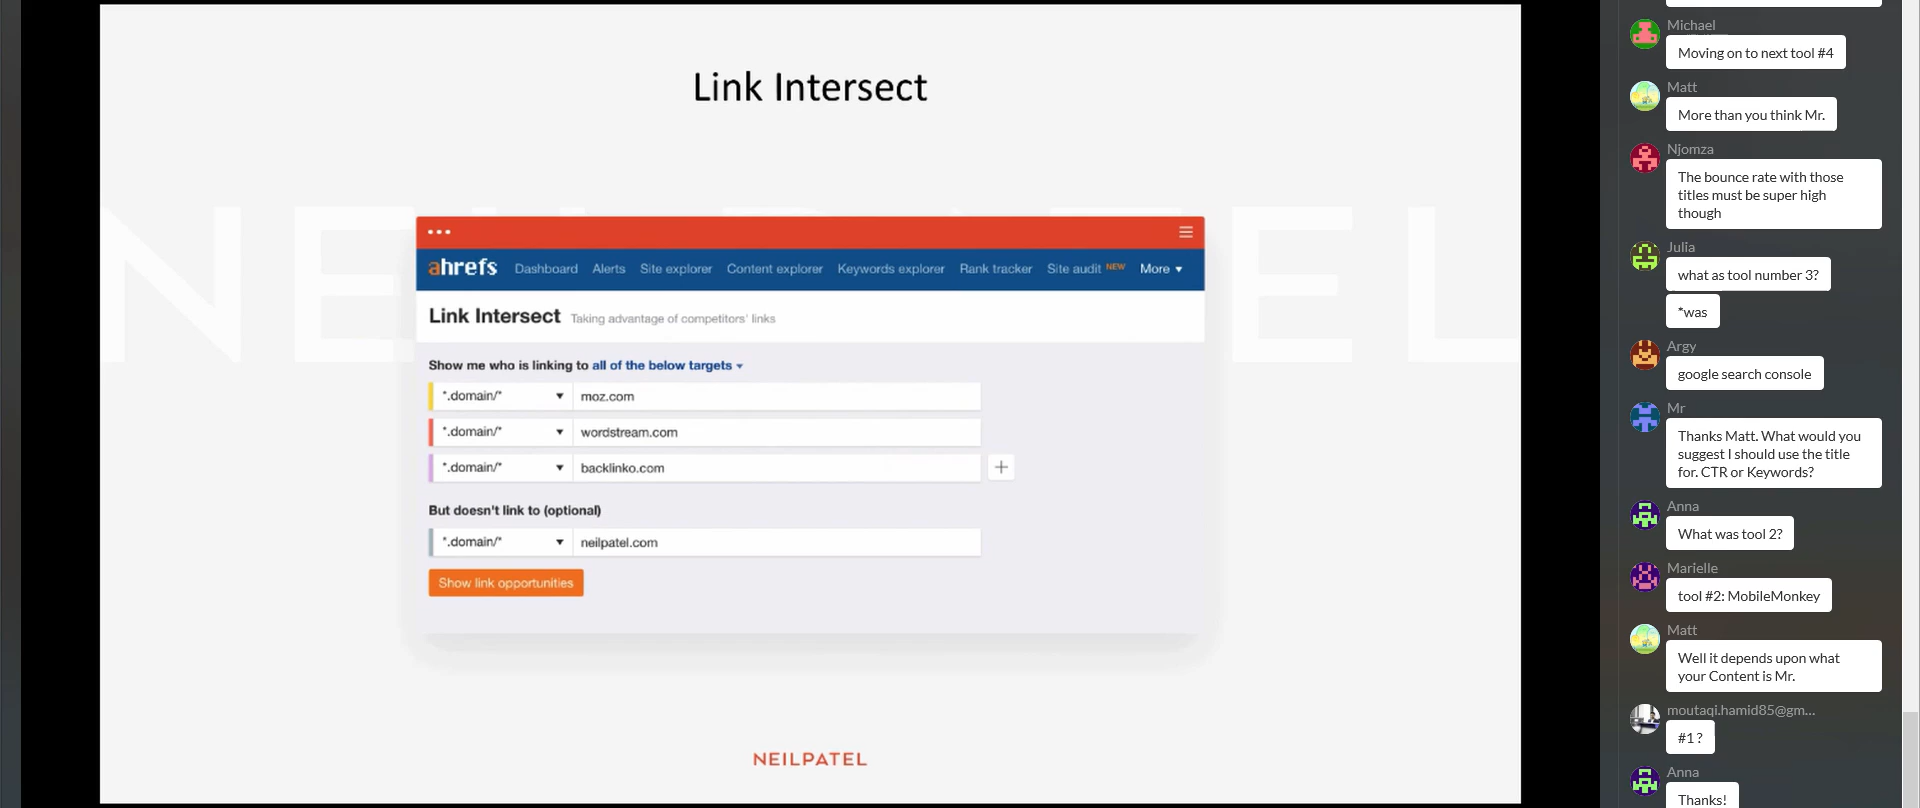 Link Intersect
NEILPATEL
ahrefs Dashboard Alerts Site explorer Content explorer Keywords explorer Rank tracker Site audit NEW More
Link Intersect Taking advantage of competitors' links
Show me who is linking to all of the below targets
*.domain/* moz.com
*.domain/* wordstream.com
*.domain/* backlinko.com
+
But doesn't link to (optional)
*.domain/* neilpatel.com
Show link opportunities
NEILPATEL
Michael
Moving on to next tool #4
Matt
More than you think Mr.
Njomza
The bounce rate with those
titles must be super high
though
Julia
what as tool number 3?
*was
Argy
google search console
Mr
Thanks Matt. What would you
suggest I should use the title
for. CTR or Keywords?
Anna
What was tool 2?
Marielle
tool #2: MobileMonkey
Matt
Well it depends upon what
your Content is Mr.
moutaqi.hamid85@gm...
#1 ?
Anna
Thanks!